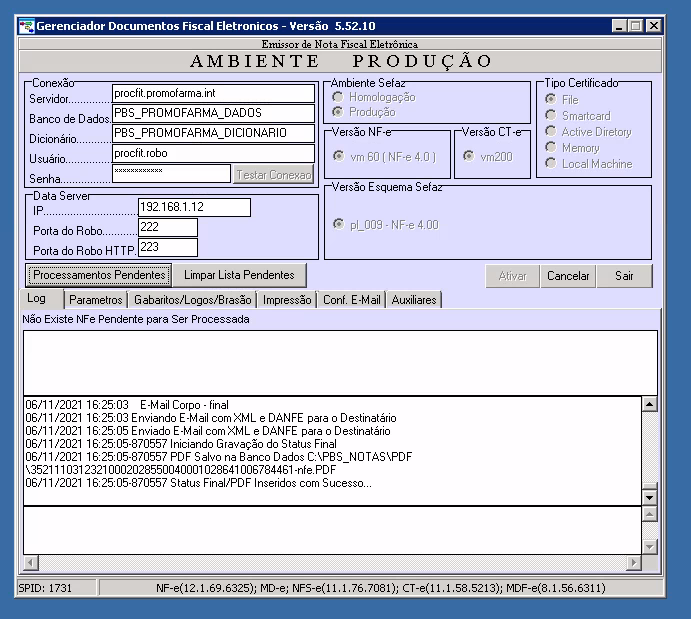 Gerenciador Documentos Fiscal Eletronicos - Versão 5.52.10
Emissor de Nota Fiscal Eletrônica
AMBIENTE PRODUÇÃO
Conexão
Servidor.............. procfit.promofarma.int
Banco de Dados. PBS_PROMOFARMA_DADOS
Dicionário............ PBS_PROMOFARMA_DICIONARIO
Usuário............... procfit.robo
Senha................. ************ Testar Conexao
Data Server
IP........................... 192.168.1.12
Porta do Robo........... 222
Porta do Robo HTTP. 223
Ambiente Sefaz
Homologação
Produção
Versão NF-e
vm 60 ( NF-e 4.0 )
Versão CT-e
vm200
Versão Esquema Sefaz
pl_009 - NF-e 4.00
Tipo Certificado
File
Smartcard
Active Diretory
Memory
Local Machine
Processamentos Pendentes Limpar Lista Pendentes Ativar Cancelar Sair
Log Parametros Gabaritos/Logos/Brasão Impressão Conf. E-Mail Auxiliares
Não Existe NFe Pendente para Ser Processada
06/11/2021 16:25:03 E-Mail Corpo - final
06/11/2021 16:25:03 Enviando E-Mail com XML e DANFE para o Destinatário
06/11/2021 16:25:05 Enviado E-Mail com XML e DANFE para o Destinatário
06/11/2021 16:25:05-870557 Iniciando Gravação do Status Final
06/11/2021 16:25:05-870557 PDF Salvo na Banco Dados C:\PBS_NOTAS\PDF
\35211103123210002028550040001028641006784461-nfe.PDF
06/11/2021 16:25:05-870557 Status Final/PDF Inseridos com Sucesso...
SPID: 1731 NF-e(12.1.69.6325); MD-e; NFS-e(11.1.76.7081); CT-e(11.1.58.5213); MDF-e(8.1.56.6311)